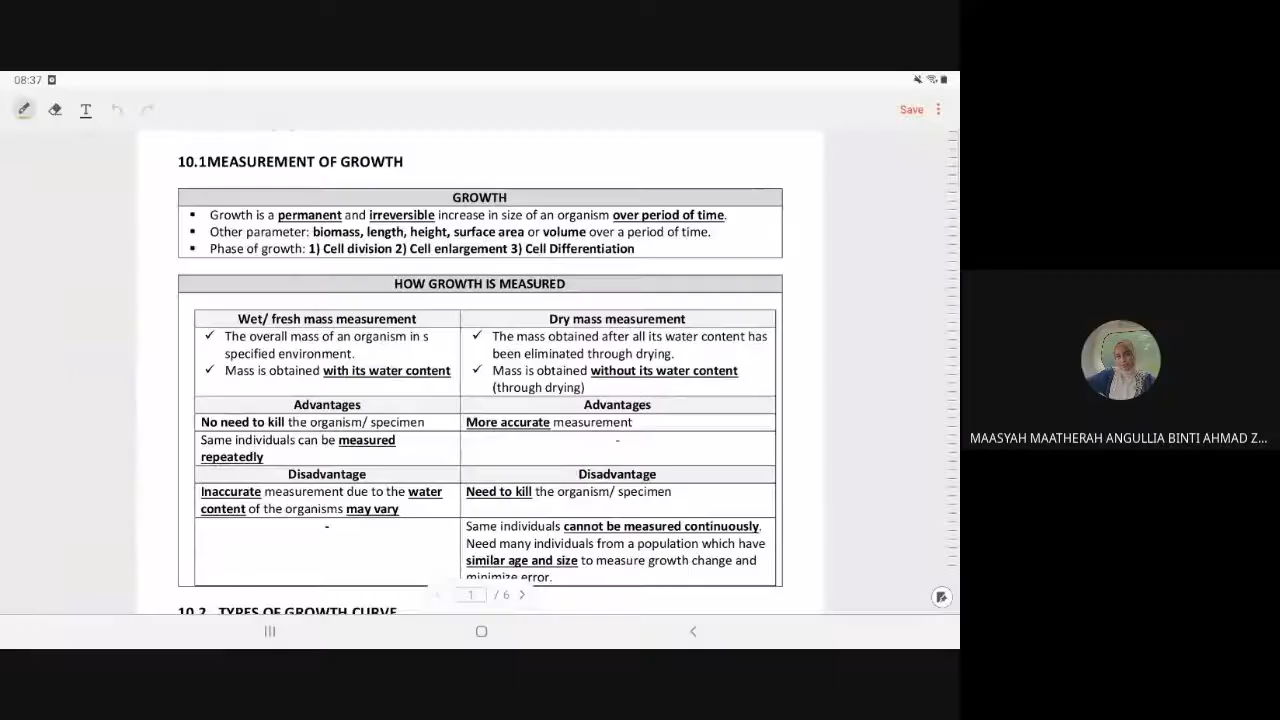 08:37
T
Save
10.1MEASUREMENT OF GROWTH
GROWTH
▪ Growth is a permanent and irreversible increase in size of an organism over period of time.
▪ Other parameter: biomass, length, height, surface area or volume over a period of time.
▪ Phase of growth: 1) Cell division 2) Cell enlargement 3) Cell Differentiation
HOW GROWTH IS MEASURED
Wet/ fresh mass measurement
✓ The overall mass of an organism in s
specified environment.
✓ Mass is obtained with its water content
Dry mass measurement
✓ The mass obtained after all its water content has
been eliminated through drying.
✓ Mass is obtained without its water content
(through drying)
Advantages
Advantages
No need to kill the organism/ specimen
More accurate measurement
Same individuals can be measured
repeatedly
-
Disadvantage
Disadvantage
Inaccurate measurement due to the water
content of the organisms may vary
Need to kill the organism/ specimen
-
Same individuals cannot be measured continuously.
Need many individuals from a population which have
similar age and size to measure growth change and
minimize error.
1 / 6
10.2 TYPES OF GROWTH CURVE
MAASYAH MAATHERAH ANGULLIA BINTI AHMAD Z...